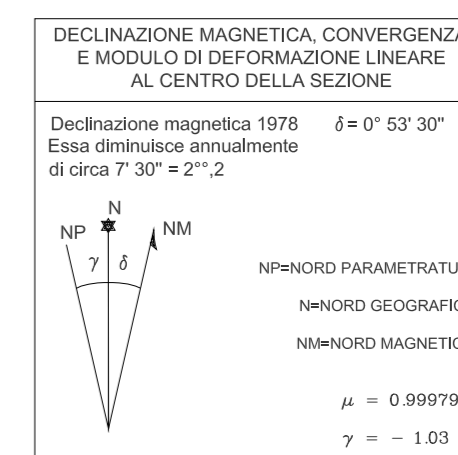 DECLINAZIONE MAGNETICA, CONVERGENZA
E MODULO DI DEFORMAZIONE LINEARE
AL CENTRO DELLA SEZIONE
Declinazione magnetica 1978 δ = 0° 53' 30"
Essa diminuisce annualmente
di circa 7' 30" = 2°°,2
N
NP NM
γ δ
NP=NORD PARAMETRATU
N=NORD GEOGRAFIC
NM=NORD MAGNETIC
μ = 0.99979
γ = - 1.03